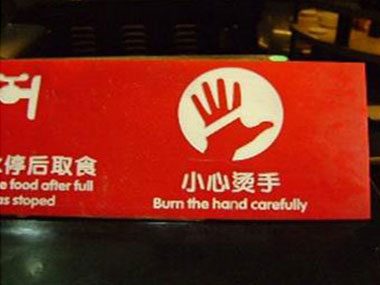 停后取食
food after full
stoped
小心烫手
Burn the hand carefully